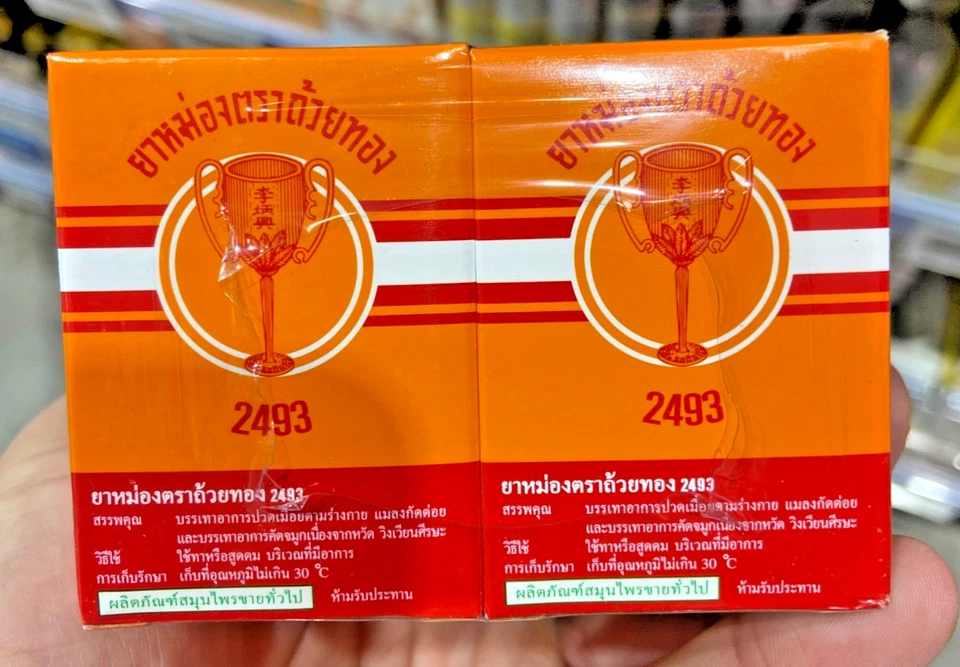 ยาหม่องตราถ้วยทอง
李
炳
興
2493
ยาหม่องตราถ้วยทอง 2493
สรรพคุณ บรรเทาอาการปวดเมื่อยตามร่างกาย แมลงกัดต่อย
และบรรเทาอาการคัดจมูกเนื่องจากหวัด วิงเวียนศีรษะ
วิธีใช้ ใช้ทาหรือสูดดม บริเวณที่มีอาการ
การเก็บรักษา เก็บที่อุณหภูมิไม่เกิน 30 ℃
ผลิตภัณฑ์สมุนไพรขายทั่วไป ห้ามรับประทาน
ยาหม่องตราถ้วยทอง
李
炳
興
2493
ยาหม่องตราถ้วยทอง 2493
สรรพคุณ บรรเทาอาการปวดเมื่อยตามร่างกาย แมลงกัดต่อย
และบรรเทาอาการคัดจมูกเนื่องจากหวัด วิงเวียนศีรษะ
วิธีใช้ ใช้ทาหรือสูดดม บริเวณที่มีอาการ
การเก็บรักษา เก็บที่อุณหภูมิไม่เกิน 30 ℃
ผลิตภัณฑ์สมุนไพรขายทั่วไป ห้ามรับประทาน